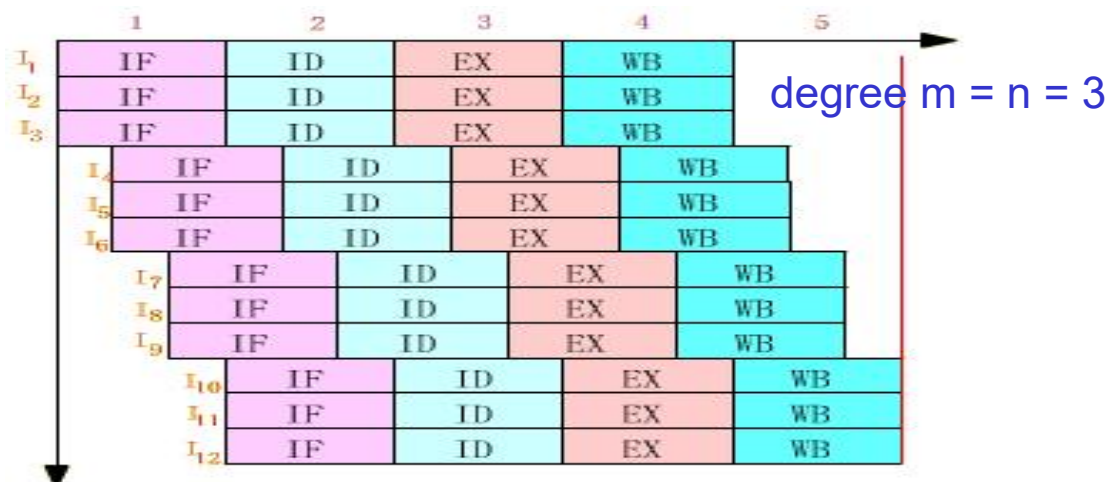 1 2 3 4 5
I1 IF ID EX WB
I2 IF ID EX WB
degree m = n = 3
I3 IF ID EX WB
I4 IF ID EX WB
I5 IF ID EX WB
I6 IF ID EX WB
I7 IF ID EX WB
I8 IF ID EX WB
I9 IF ID EX WB
I10 IF ID EX WB
I11 IF ID EX WB
I12 IF ID EX WB